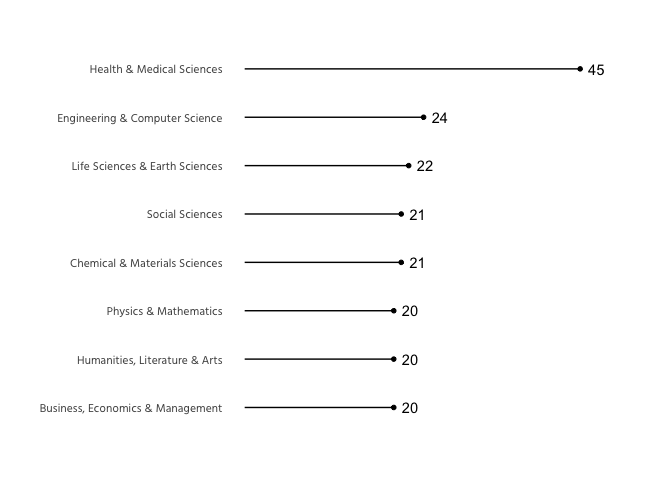 Health & Medical Sciences 45
Engineering & Computer Science 24
Life Sciences & Earth Sciences 22
Social Sciences 21
Chemical & Materials Sciences 21
Physics & Mathematics 20
Humanities, Literature & Arts 20
Business, Economics & Management 20